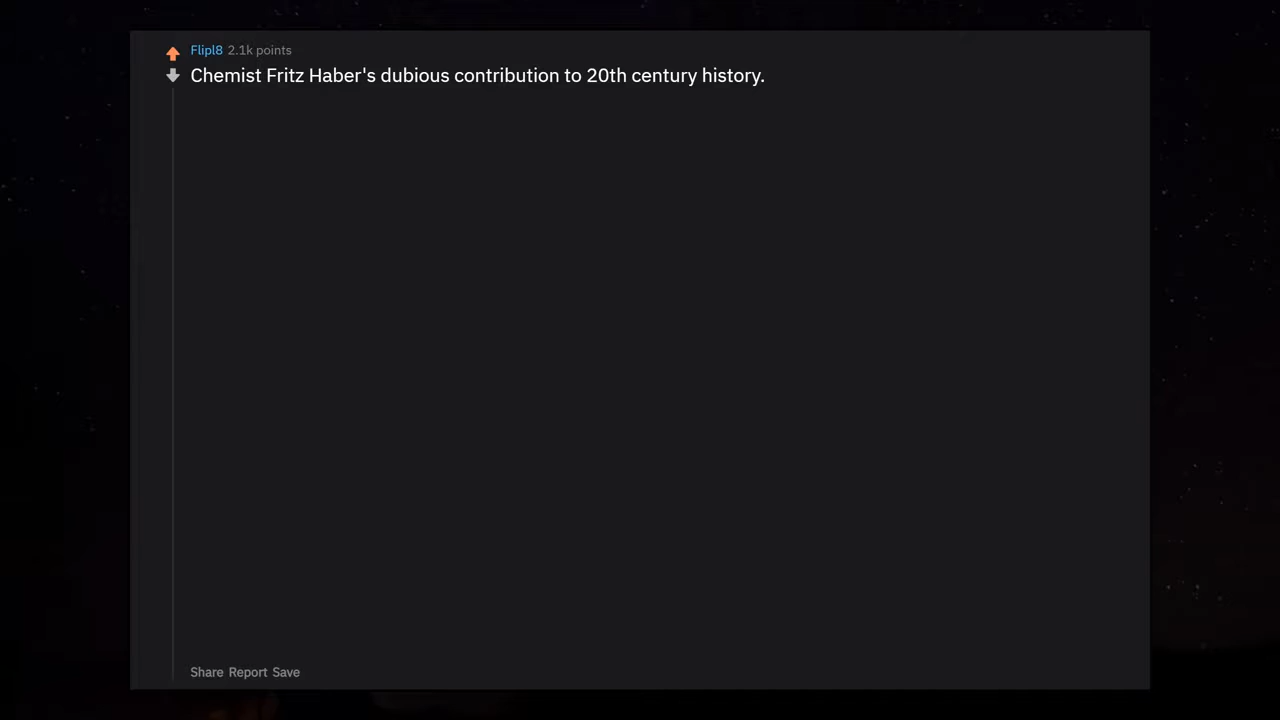 Flipl8 2.1k points
Chemist Fritz Haber's dubious contribution to 20th century history.
Share Report Save